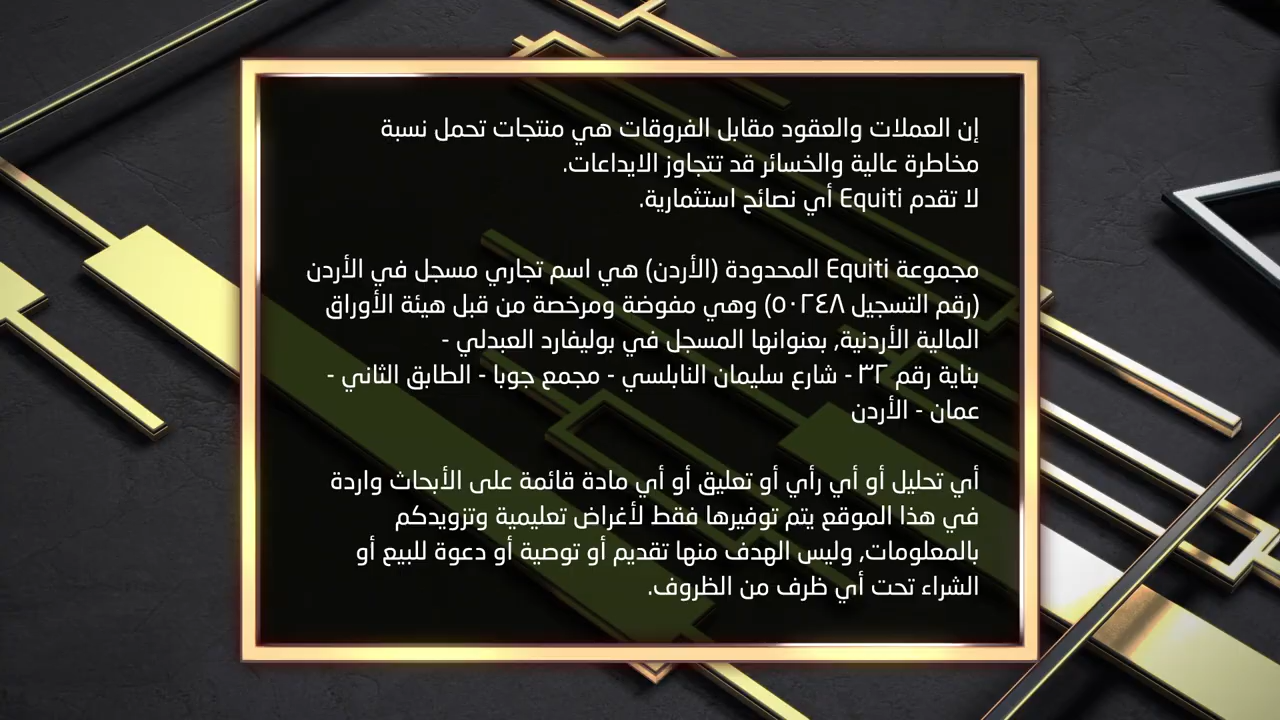 إن العملات والعقود مقابل الفروقات هي منتجات تحمل نسبة
مخاطرة عالية والخسائر قد تتجاوز الايداعات.
لا تقدم Equiti أي نصائح استثمارية.
مجموعة Equiti المحدودة (الأردن) هي اسم تجاري مسجل في الأردن
(رقم التسجيل ٥٠٢٤٨) وهي مفوضة ومرخصة من قبل هيئة الأوراق
المالية الأردنية, بعنوانها المسجل في بوليفارد العبدلي -
بناية رقم ٣٢ - شارع سليمان النابلسي - مجمع جوبا - الطابق الثاني -
عمان - الأردن
أي تحليل أو أي رأي أو تعليق أو أي مادة قائمة على الأبحاث واردة
في هذا الموقع يتم توفيرها فقط لأغراض تعليمية وتزويدكم
بالمعلومات, وليس الهدف منها تقديم أو توصية أو دعوة للبيع أو
الشراء تحت أي ظرف من الظروف.